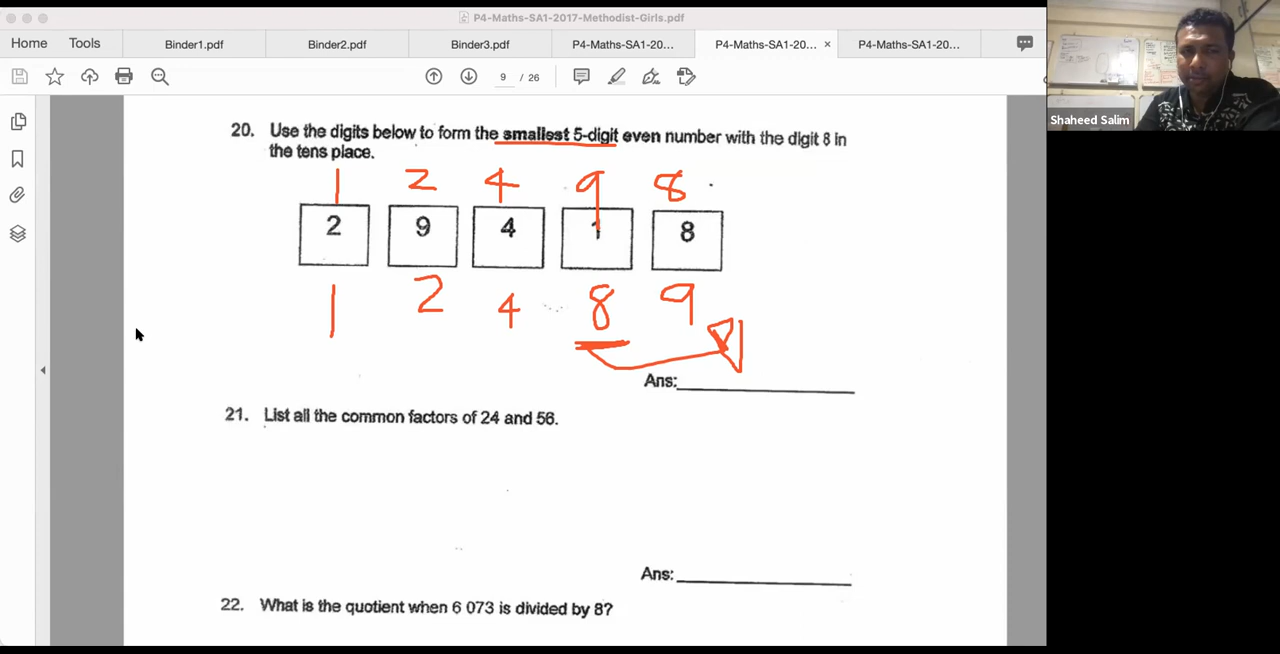 P4-Maths-SA1-2017-Methodist-Girls.pdf
Home Tools Binder1.pdf Binder2.pdf Binder3.pdf P4-Maths-SA1-20... P4-Maths-SA1-20... × P4-Maths-SA1-20...
9 / 26
Shaheed Salim
20. Use the digits below to form the smallest 5-digit even number with the digit 8 in
the tens place.
1 2 4 9 8
2 9 4 1 8
1 2 4 8 9
Ans:
21. List all the common factors of 24 and 56.
Ans:
22. What is the quotient when 6 073 is divided by 8?